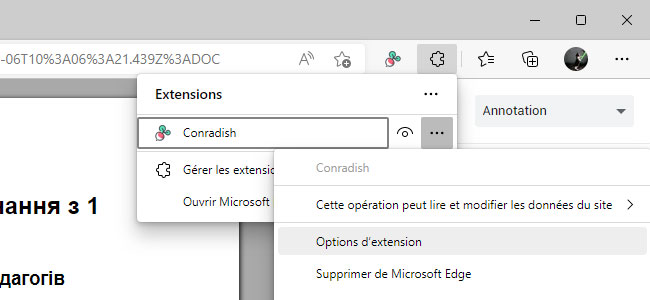 -06T10%3A06%3A21.439Z%3ADOC
Extensions
Annotation
Conradish
Gérer les extensio
Conradish
Ouvrir Microsoft
Cette opération peut lire et modifier les données du site
ання з 1
Options d'extension
Supprimer de Microsoft Edge
дагогів